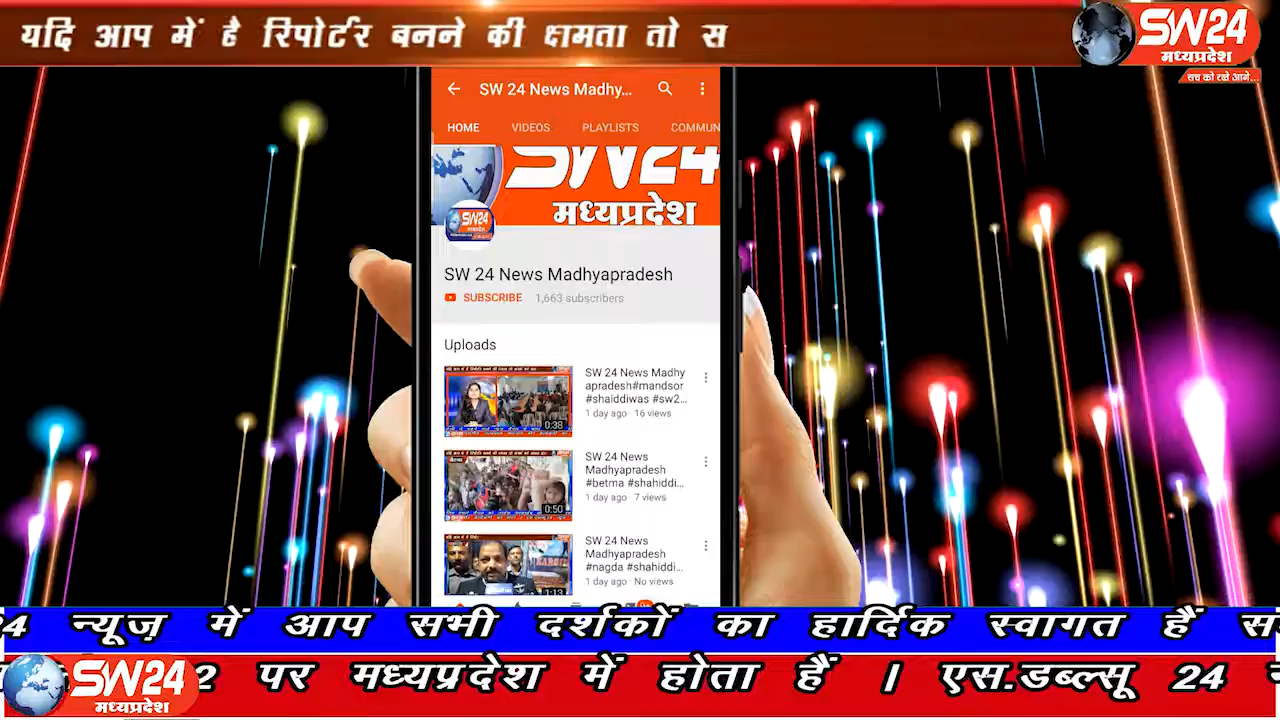 यदि आप में है रिपोर्टर बनने की क्षमता तो स
SW24
मध्यप्रदेश
सच को रखे आगे...
SW 24 News Madhy...
HOME VIDEOS PLAYLISTS COMMUN
SW24
मध्यप्रदेश
SW24
SW 24 News Madhyapradesh
SUBSCRIBE 1,663 subscribers
Uploads
SW 24 News Madhy
apradesh#mandsor
#shaiddiwas #sw2...
1 day ago · 16 views
0:38
SW 24 News
Madhyapradesh
#betma #shahiddi...
1 day ago · 7 views
0:50
SW 24 News
Madhyapradesh
#nagda #shahiddi...
1 day ago · No views
1:13
24 न्यूज़ में आप सभी दर्शकों का हार्दिक स्वागत हैं स
2 पर मध्यप्रदेश में होता हैं । एस.डब्ल्सू 24
SW24
मध्यप्रदेश